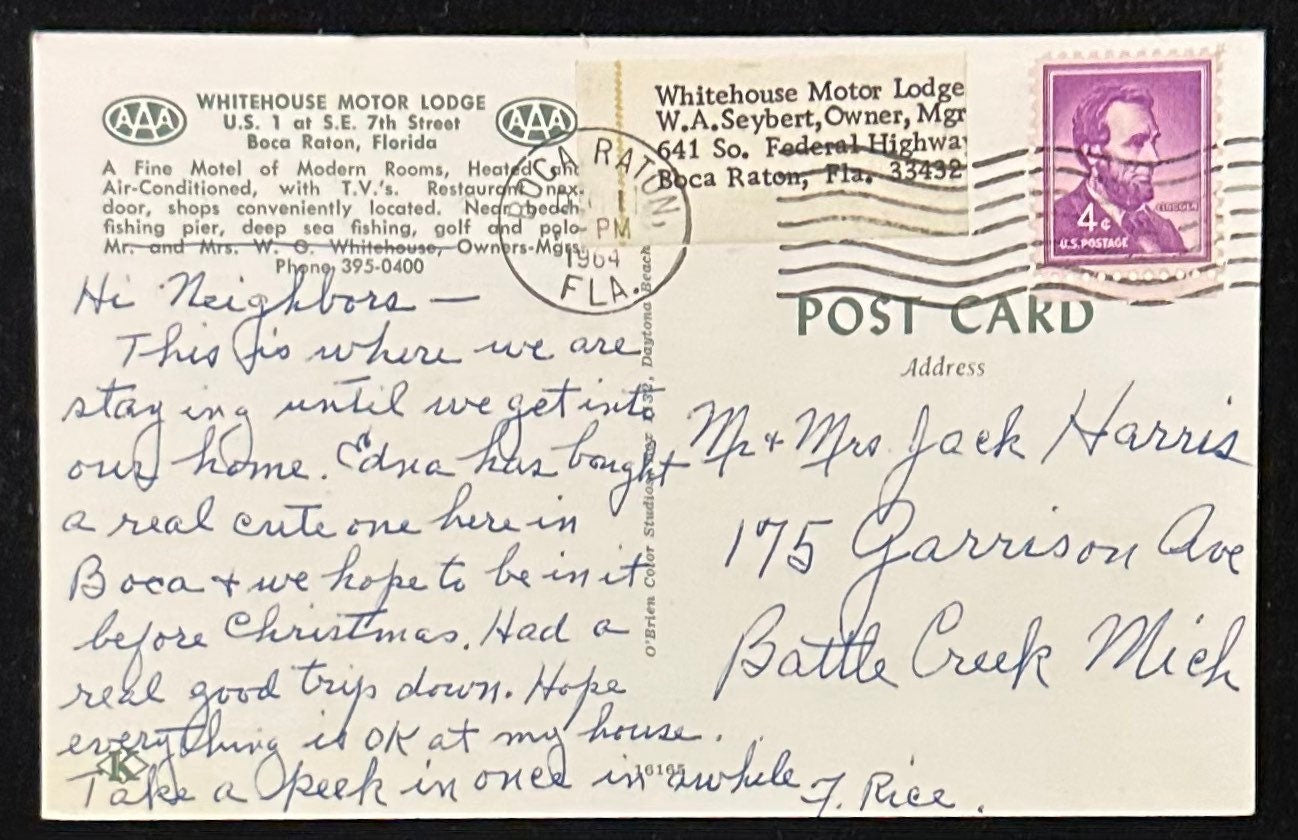 AAA
WHITEHOUSE MOTOR LODGE
U.S. 1 at S.E. 7th Street
Boca Raton, Florida
AAA
A Fine Motel of Modern Rooms, Heated and
Air-Conditioned, with T.V.'s. Restaurant nex-
door, shops conveniently located. Near beach,
fishing pier, deep sea fishing, golf and polo-
Mr. and Mrs. W. O. Whitehouse, Owners-Mgrs.
Phone, 395-0400
Whitehouse Motor Lodge
W.A.Seybert, Owner, Mgr
641 So. Federal Highway
Boca Raton, Fla. 33432
BOCA RATON,
PM
1964
FLA.
LINCOLN
4¢
U.S. POSTAGE
Hi Neighbors —
This is where we are
staying until we get into
our home. Edna has bought
a real cute one here in
Boca & we hope to be in it
before Christmas. Had a
real good trip down. Hope
everything is OK at my house.
Take a peek in once in awhile
F. Rice.
O'Brien Color Studios, Daytona Beach
POST CARD
Address
Mr & Mrs Jack Harris
175 Garrison Ave
Battle Creek Mich
K
16165